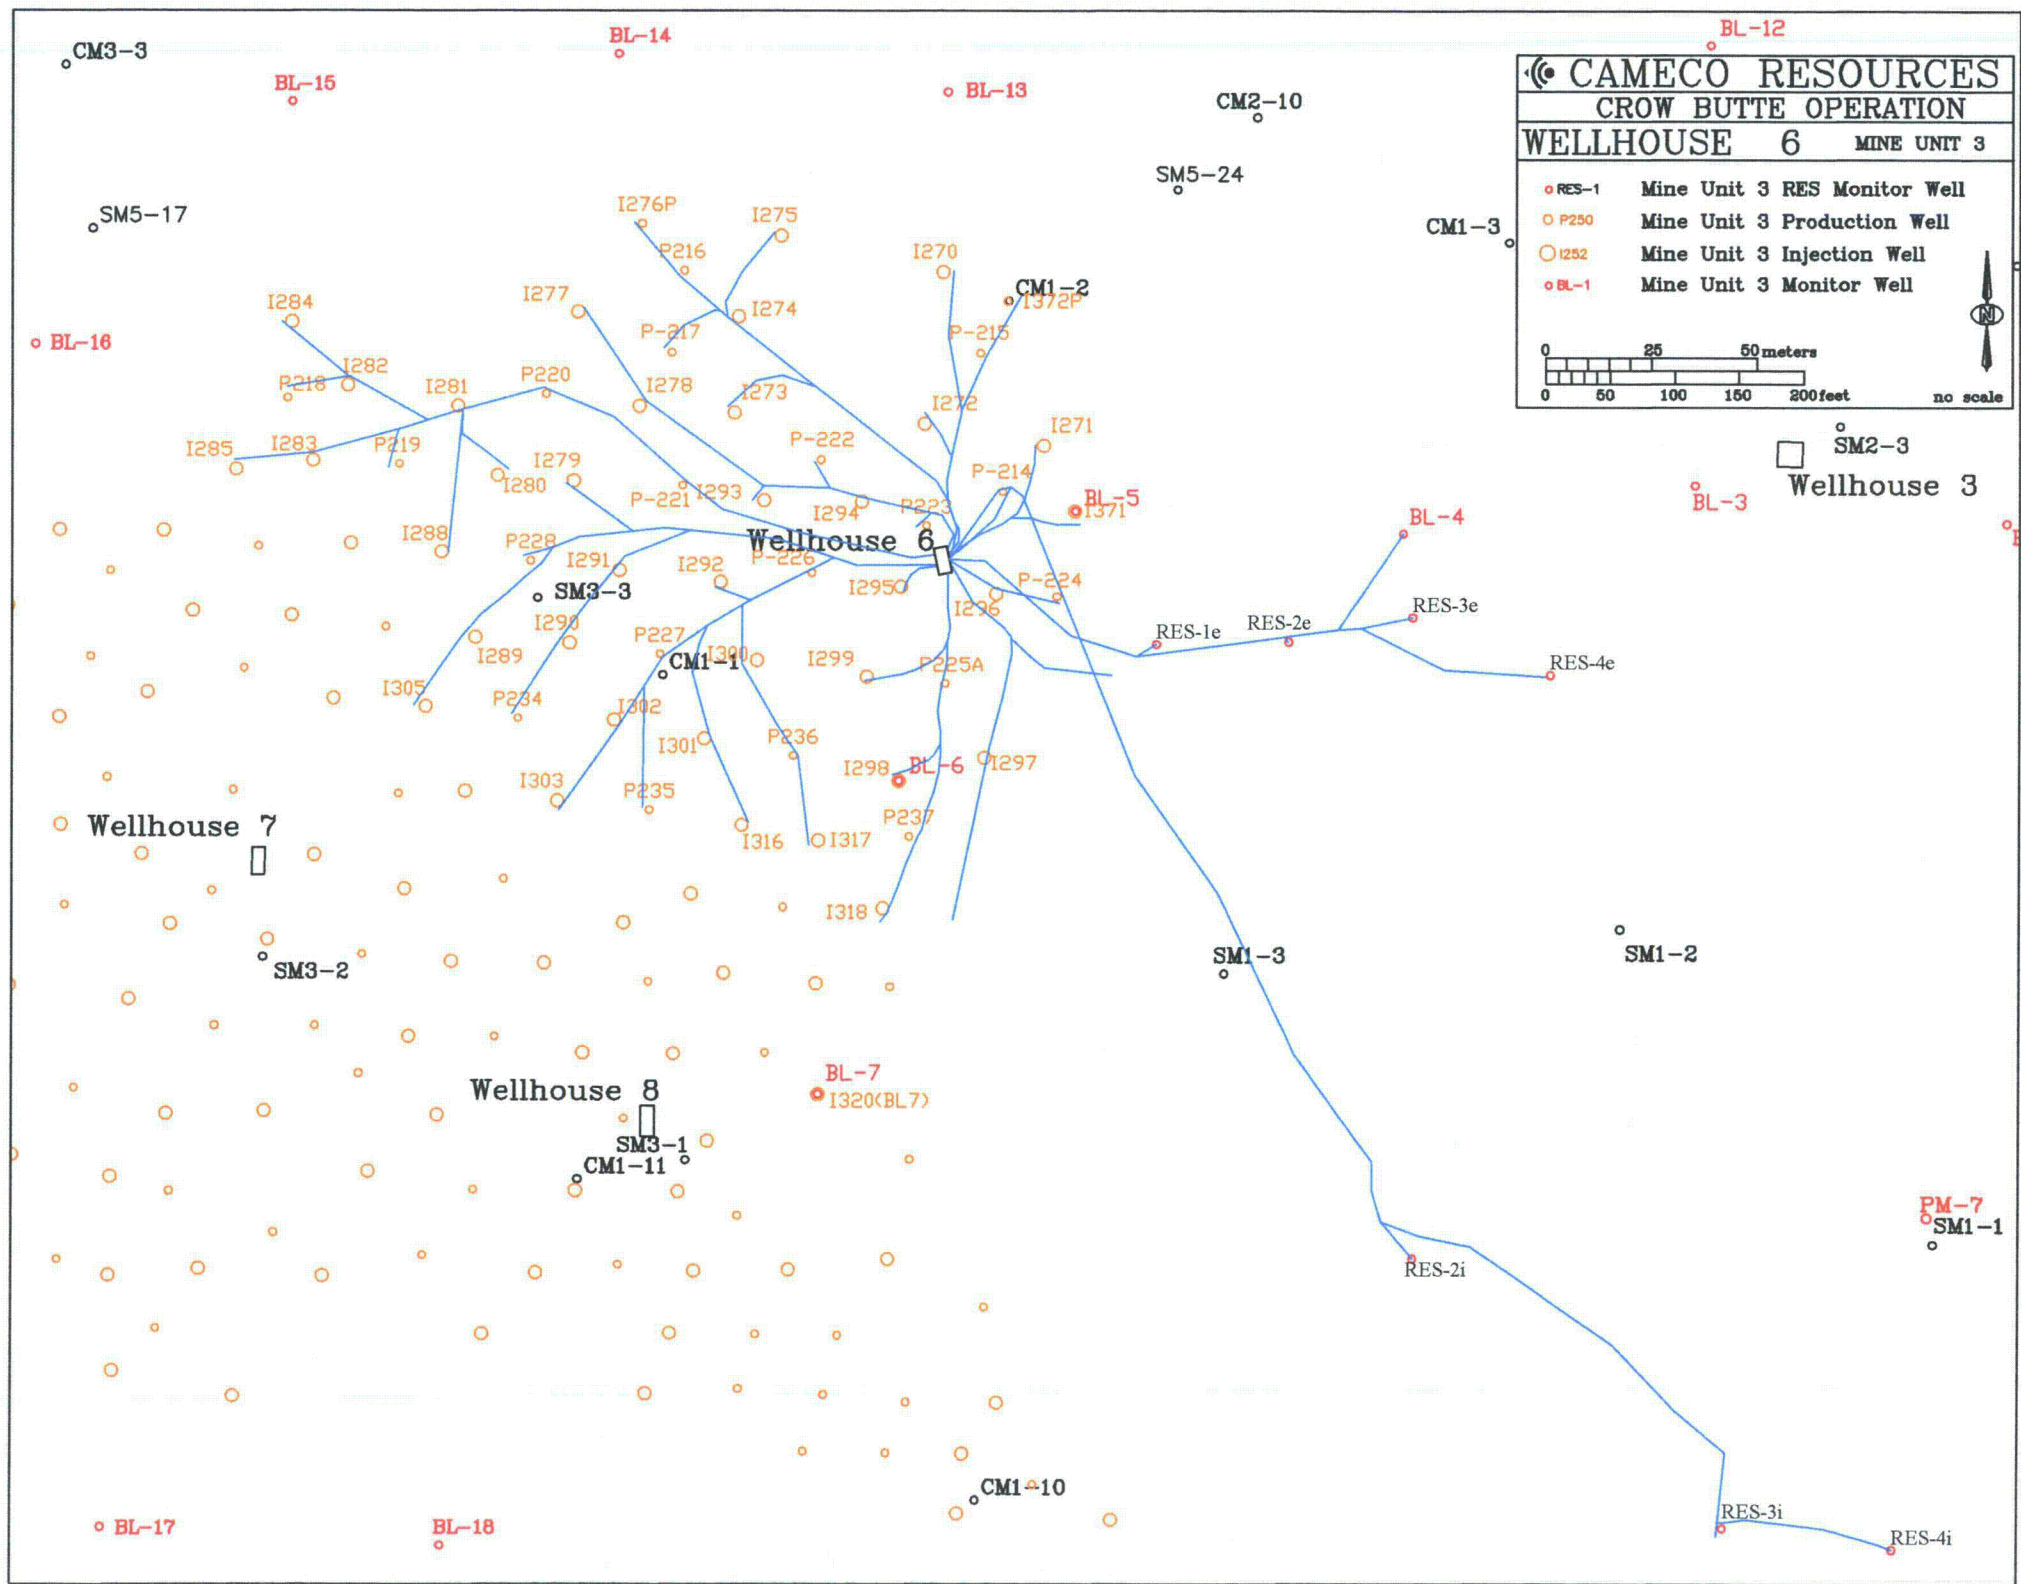 CM3-3
BL-14
BL-12
BL-15
BL-13
CM2-10
CAMECO RESOURCES
CROW BUTTE OPERATION
WELLHOUSE 6 MINE UNIT 3
RES-1 Mine Unit 3 RES Monitor Well
P250 Mine Unit 3 Production Well
I252 Mine Unit 3 Injection Well
BL-1 Mine Unit 3 Monitor Well
N
0 25 50 meters
0 50 100 150 200 feet
no scale
SM5-24
SM5-17
I276P
I275
CM1-3
P216
I270
CM1-2
I372P
I284
I277
I274
P-217
P-215
BL-16
I282
P218
I281
P220
I278
I273
I272
I271
SM2-3
Wellhouse 3
I285
I283
P219
I279
I280
P-222
P-214
P-221
I293
I294
P223
BL-5
I371
BL-3
BL-4
I288
P228
Wellhouse 6
I291
I292
P-226
I295
P-224
I296
SM3-3
RES-3e
I290
I289
P227
RES-1e
RES-2e
CM1-1
I300
I299
P225A
RES-4e
I305
P234
I302
I301
P236
I298
BL-6
I297
I303
P235
Wellhouse 7
I316
I317
P237
I318
SM3-2
SM1-3
SM1-2
BL-7
I320(BL7)
Wellhouse 8
SM3-1
CM1-11
PM-7
SM1-1
RES-2i
CM1-10
BL-17
BL-18
RES-3i
RES-4i